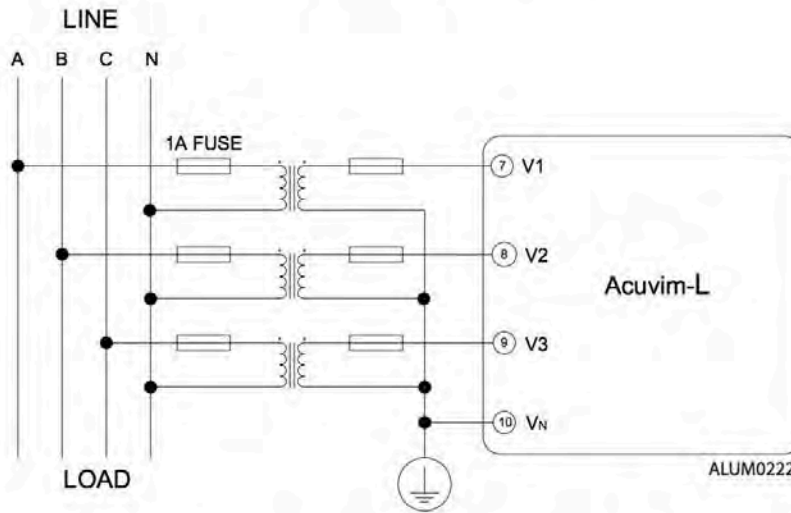 LINE
A B C N
1A FUSE
7 V1
8 V2
Acuvim-L
9 V3
10 VN
ALUM0222
LOAD